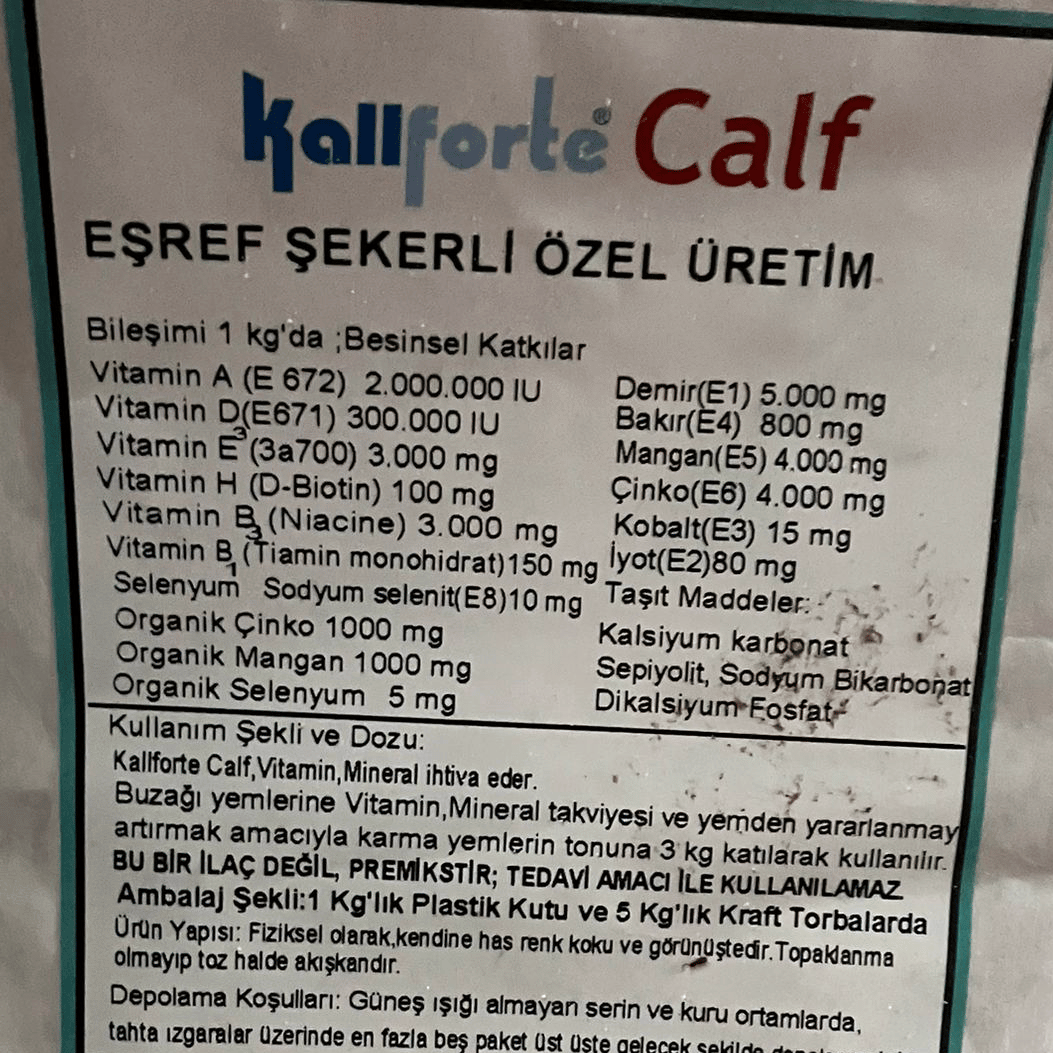 kallforte® Calf
EŞREF ŞEKERLİ ÖZEL ÜRETİM
Bileşimi 1 kg'da ;Besinsel Katkılar
Vitamin A (E 672) 2.000.000 IU
Vitamin D3(E671) 300.000 IU
Vitamin E (3a700) 3.000 mg
Vitamin H (D-Biotin) 100 mg
Vitamin B3 (Niacine) 3.000 mg
Vitamin B1 (Tiamin monohidrat)150 mg
Selenyum Sodyum selenit(E8)10 mg
Organik Çinko 1000 mg
Organik Mangan 1000 mg
Organik Selenyum 5 mg
Demir(E1) 5.000 mg
Bakır(E4) 800 mg
Mangan(E5) 4.000 mg
Çinko(E6) 4.000 mg
Kobalt(E3) 15 mg
İyot(E2)80 mg
Taşıt Maddeler:
Kalsiyum karbonat
Sepiyolit, Sodyum Bikarbonat
Dikalsiyum Fosfat
Kullanım Şekli ve Dozu:
Kallforte Calf,Vitamin,Mineral ihtiva eder.
Buzağı yemlerine Vitamin,Mineral takviyesi ve yemden yararlanmay
artırmak amacıyla karma yemlerin tonuna 3 kg katılarak kullanılır.
BU BİR İLAÇ DEĞİL, PREMİKSTİR; TEDAVİ AMACI İLE KULLANILAMAZ
Ambalaj Şekli:1 Kg'lık Plastik Kutu ve 5 Kg'lık Kraft Torbalarda
Ürün Yapısı: Fiziksel olarak,kendine has renk koku ve görünüştedir.Topaklanma
olmayıp toz halde akışkandır.
Depolama Koşulları: Güneş ışığı almayan serin ve kuru ortamlarda,
tahta ızgaralar üzerinde en fazla beş paket üst üste gelecek şekilde